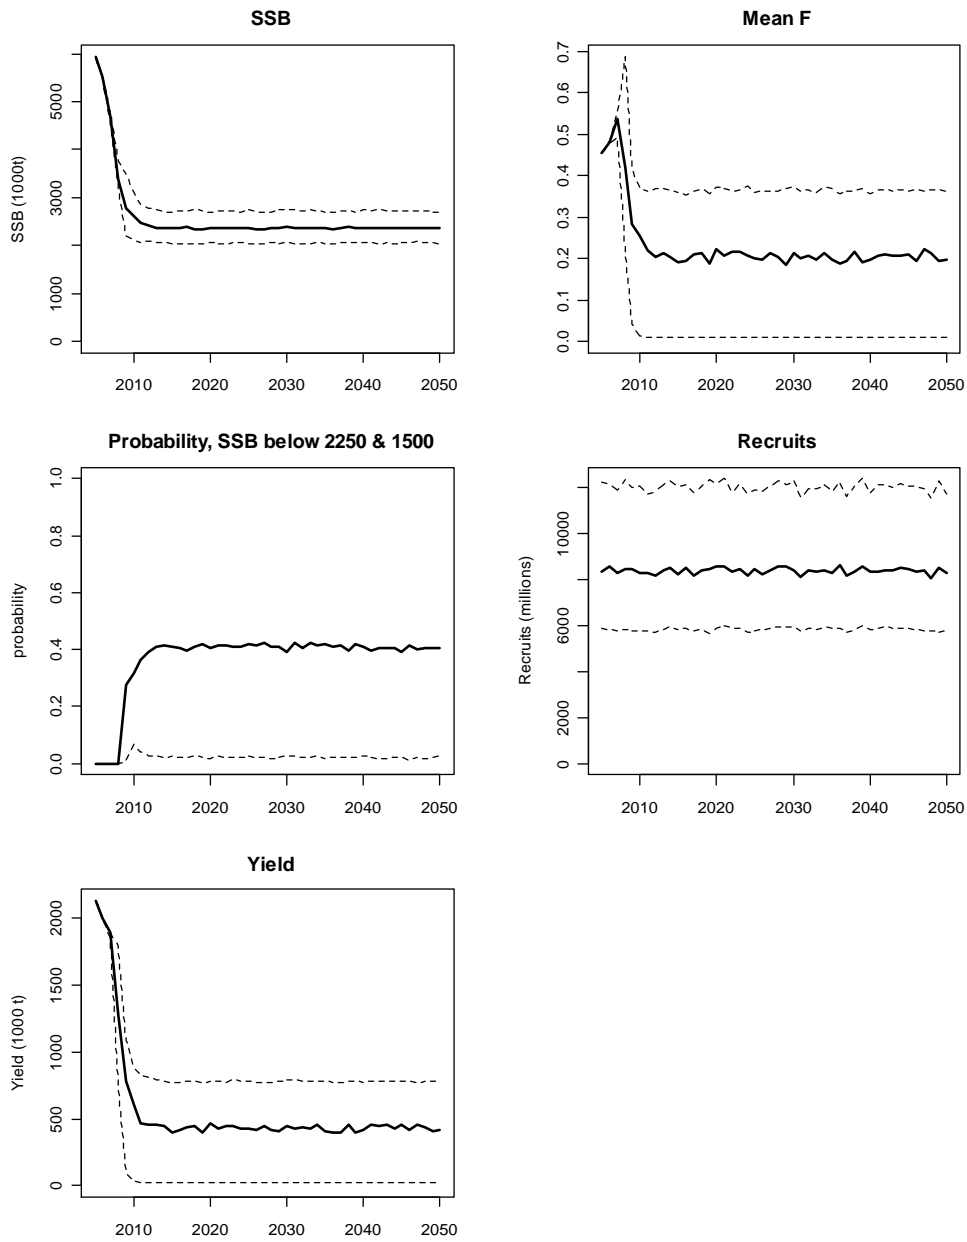 SSB
SSB (1000t)
0
1000
3000
5000
2010 2020 2030 2040 2050
Mean F
0.0
0.1
0.2
0.3
0.4
0.5
0.6
0.7
2010 2020 2030 2040 2050
Probability, SSB below 2250 & 1500
probability
0.0
0.2
0.4
0.6
0.8
1.0
2010 2020 2030 2040 2050
Recruits
Recruits (millions)
0
2000
6000
10000
2010 2020 2030 2040 2050
Yield
Yield (1000 t)
0
500
1000
1500
2000
2010 2020 2030 2040 2050